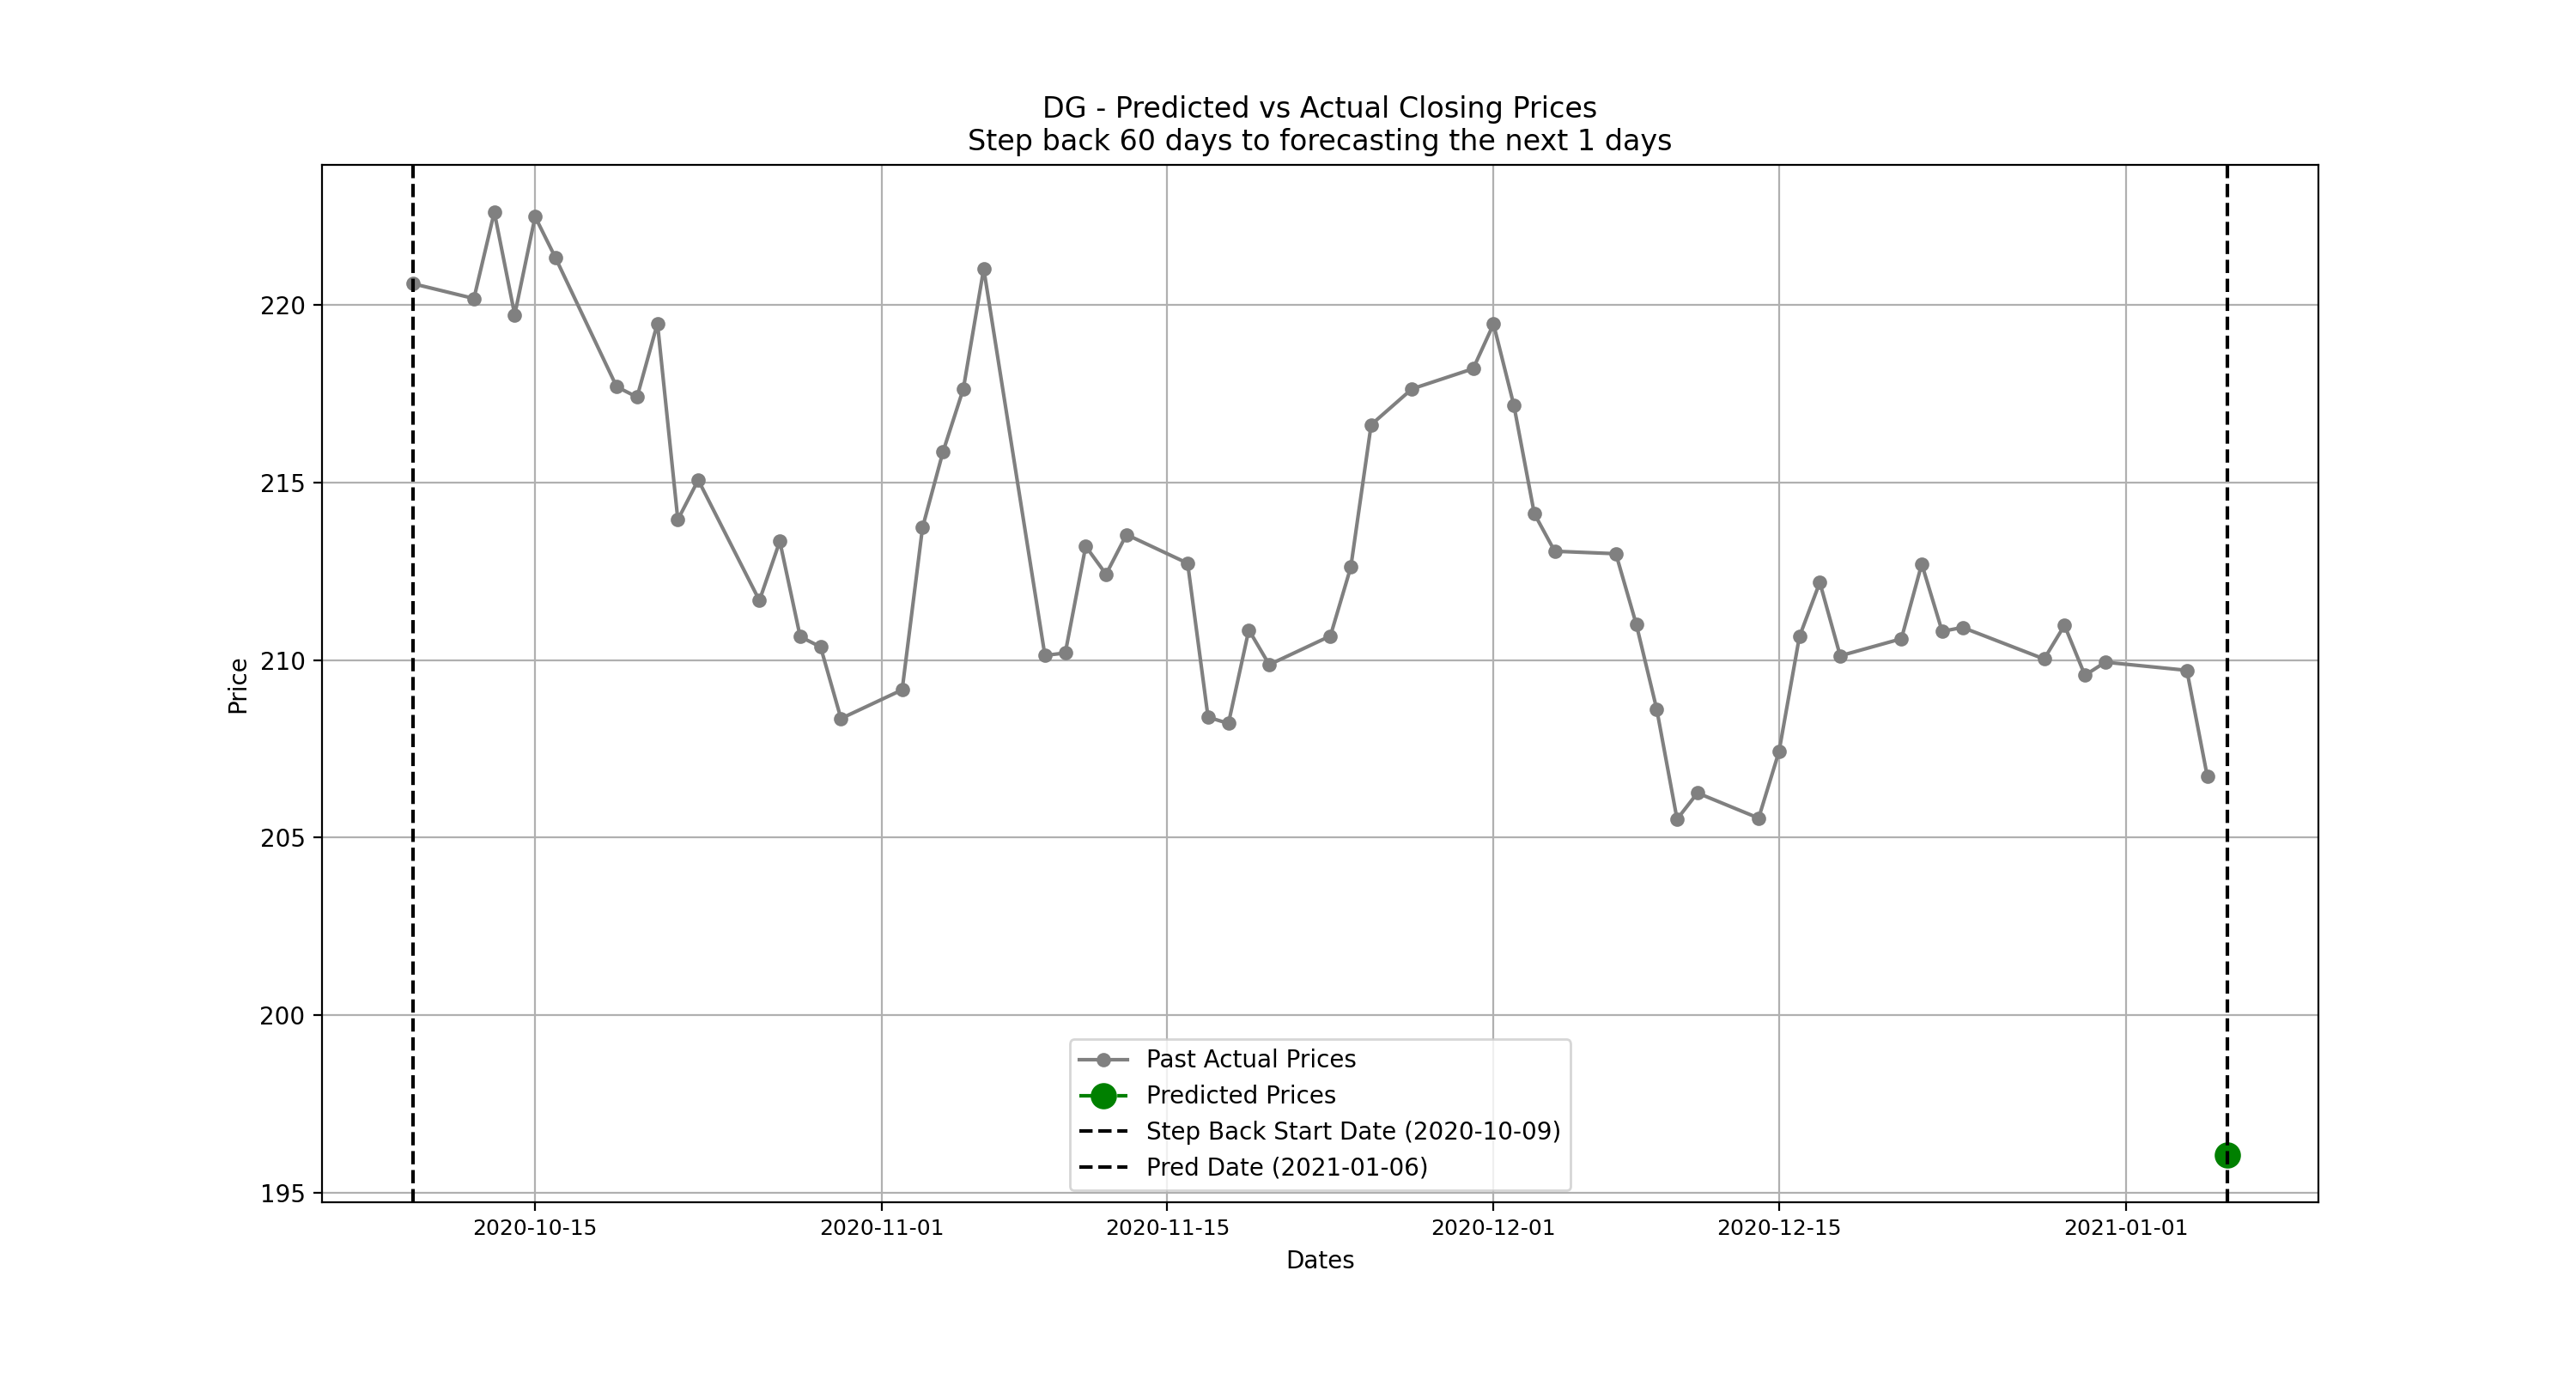 DG - Predicted vs Actual Closing Prices
Step back 60 days to forecasting the next 1 days
Price
220
215
210
205
200
195
Past Actual Prices
Predicted Prices
Step Back Start Date (2020-10-09)
Pred Date (2021-01-06)
2020-10-15
2020-11-01
2020-11-15
2020-12-01
2020-12-15
2021-01-01
Dates